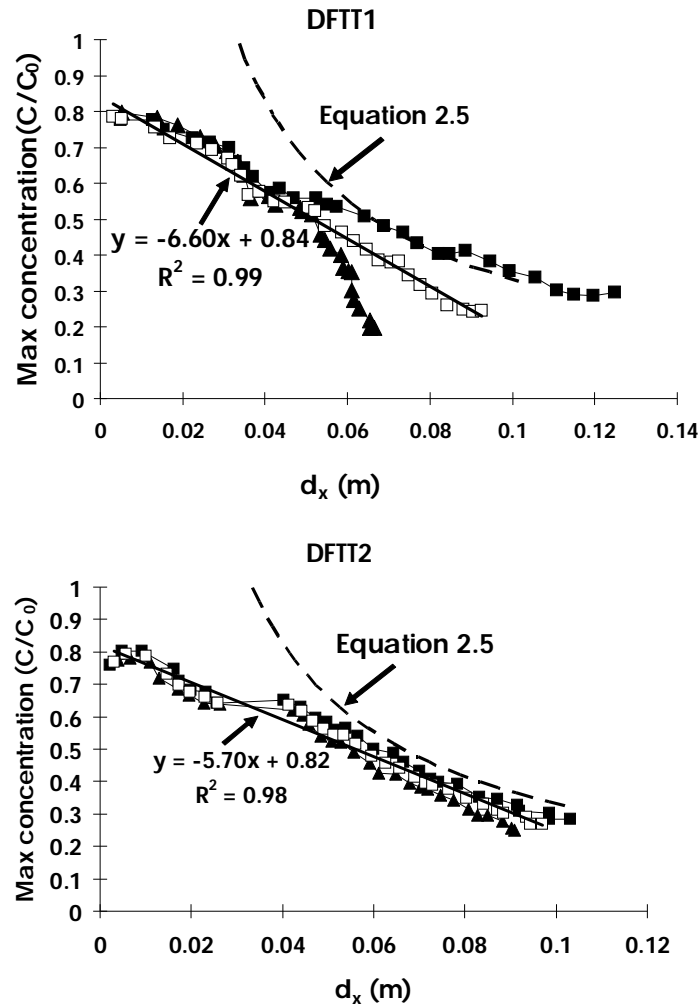 DFTT1
Max concentration(C/C₀)
1
0.9
0.8
0.7
0.6
0.5
0.4
0.3
0.2
0.1
0
Equation 2.5
y = -6.60x + 0.84
R² = 0.99
0 0.02 0.04 0.06 0.08 0.1 0.12 0.14
dₓ (m)
DFTT2
Max concentration (C/C₀)
1
0.9
0.8
0.7
0.6
0.5
0.4
0.3
0.2
0.1
0
Equation 2.5
y = -5.70x + 0.82
R² = 0.98
0 0.02 0.04 0.06 0.08 0.1 0.12
dₓ (m)